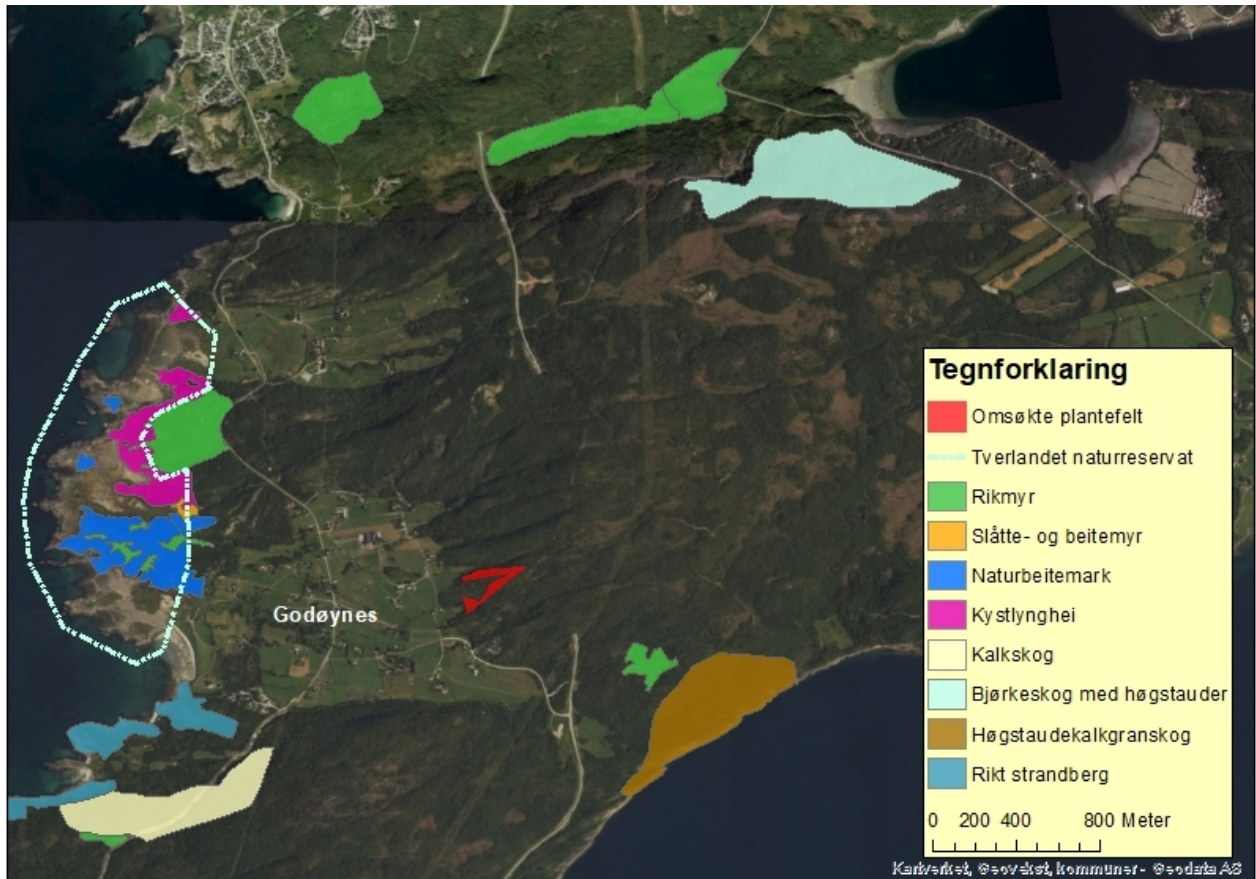 Godøynes
Tegnforklaring
Omsøkte plantefelt
Tverlandet naturreservat
Rikmyr
Slåtte- og beitemyr
Naturbeitemark
Kystlynghei
Kalkskog
Bjørkeskog med høgstauder
Høgstaudekalkgranskog
Rikt strandberg
0 200 400 800 Meter
Kartverket, Geovekst, kommuner - Geodata AS